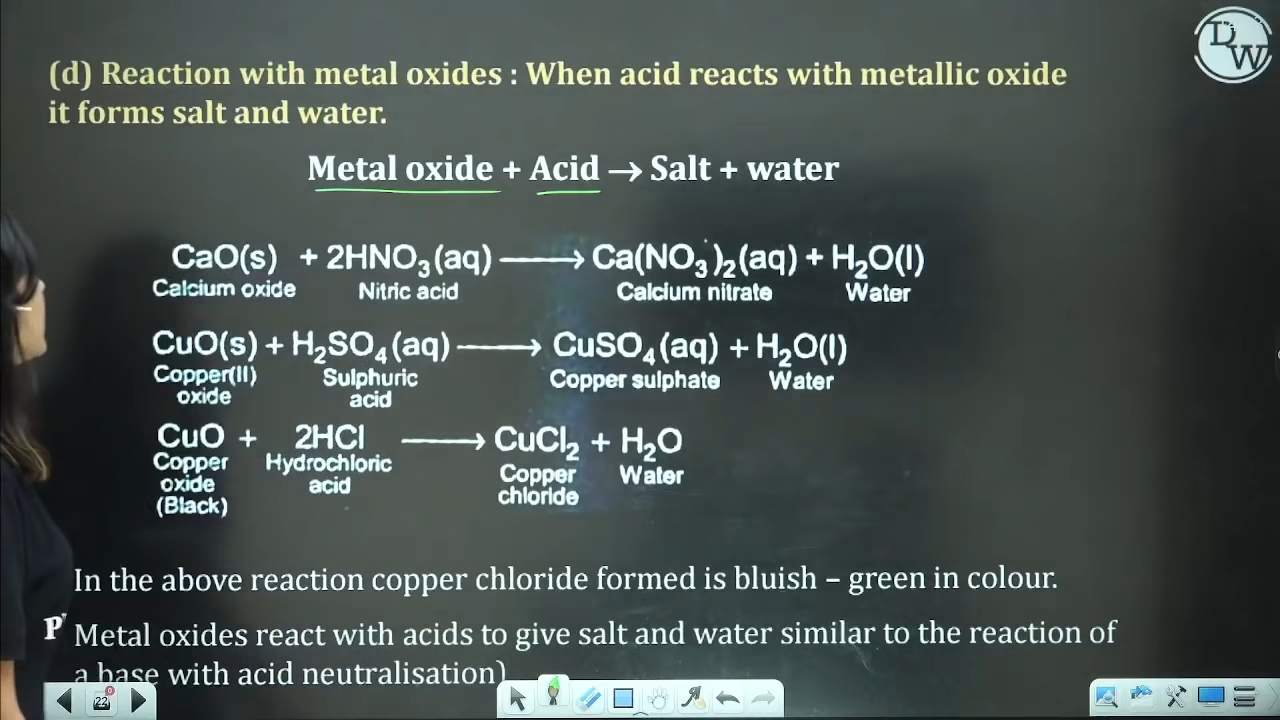 DW
(d) Reaction with metal oxides : When acid reacts with metallic oxide
it forms salt and water.
Metal oxide + Acid → Salt + water
CaO(s) + 2HNO₃(aq) ⟶ Ca(NO₃)₂(aq) + H₂O(l)
Calcium oxide Nitric acid Calcium nitrate Water
CuO(s) + H₂SO₄(aq) ⟶ CuSO₄(aq) + H₂O(l)
Copper(II) Sulphuric Copper sulphate Water
oxide acid
CuO + 2HCl ⟶ CuCl₂ + H₂O
Copper Hydrochloric Copper Water
oxide acid chloride
(Black)
In the above reaction copper chloride formed is bluish – green in colour.
P
Metal oxides react with acids to give salt and water similar to the reaction of
a base with acid neutralisation)
22